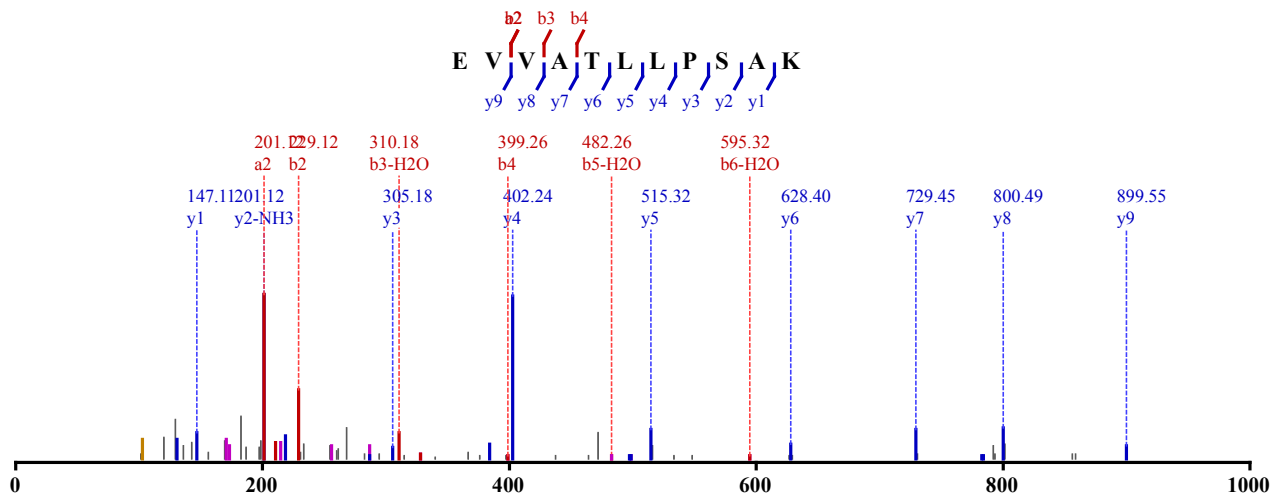 a2 b2 b3 b4
E V V A T L L P S A K
y9 y8 y7 y6 y5 y4 y3 y2 y1
201.12 229.12 310.18 399.26 482.26 595.32
a2 b2 b3-H2O b4 b5-H2O b6-H2O
147.11 201.12 305.18 402.24 515.32 628.40 729.45 800.49 899.55
y1 y2-NH3 y3 y4 y5 y6 y7 y8 y9
0 200 400 600 800 1000